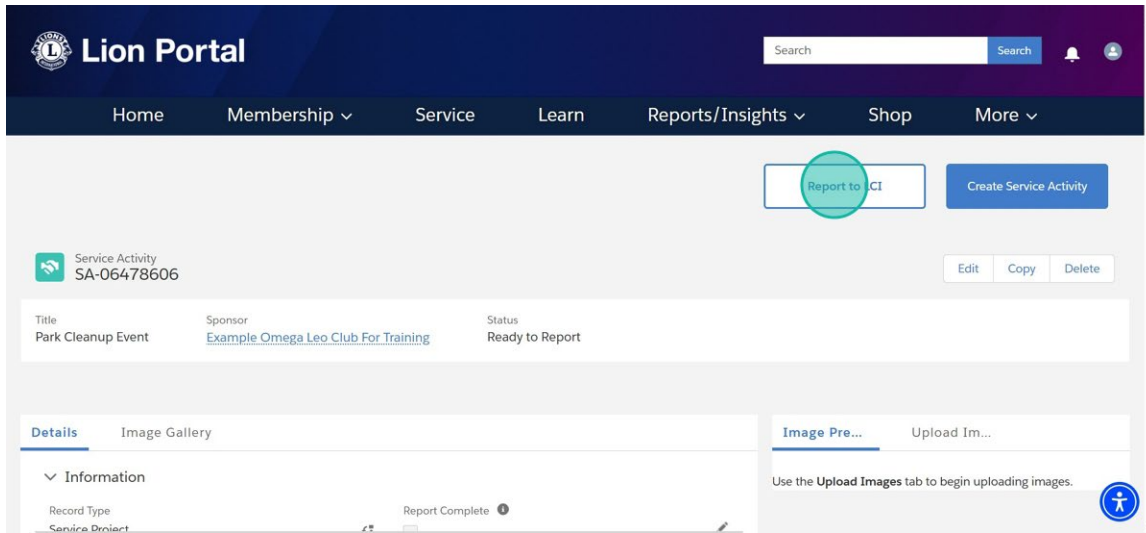 Lion Portal
Search
Search
Home Membership Service Learn Reports/Insights Shop More
Report to LCI Create Service Activity
Service Activity
SA-06478606
Edit Copy Delete
Title Sponsor Status
Park Cleanup Event Example Omega Leo Club For Training Ready to Report
Details Image Gallery Image Pre... Upload Im...
Information
Use the Upload Images tab to begin uploading images.
Record Type Report Complete
Service Project